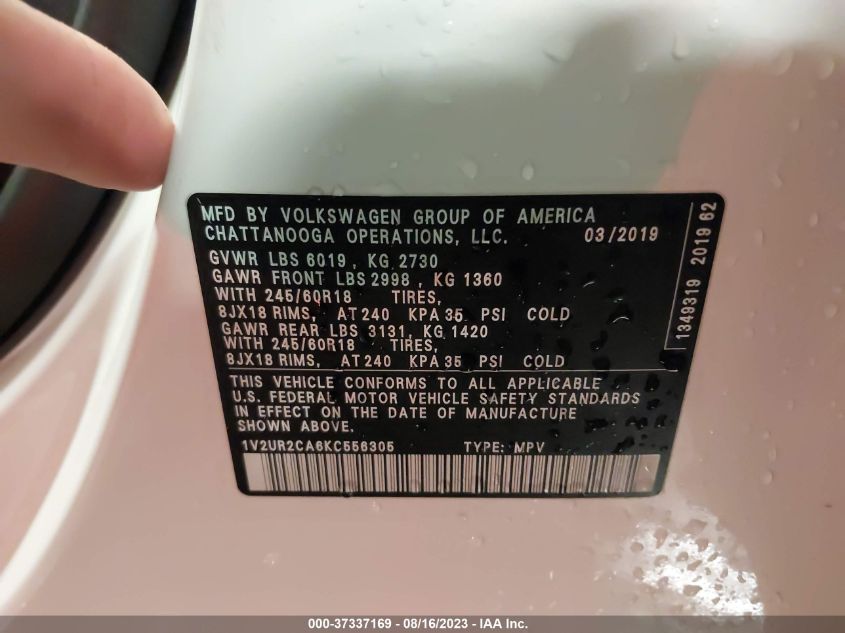 MFD BY VOLKSWAGEN GROUP OF AMERICA
CHATTANOOGA OPERATIONS, LLC. 03/2019
GVWR LBS 6019, KG 2730
GAWR FRONT LBS 2998, KG 1360
WITH 245/60R18 TIRES,
8JX18 RIMS, AT 240 KPA 35 PSI COLD
GAWR REAR LBS 3131, KG 1420
WITH 245/60R18 TIRES,
8JX18 RIMS, AT 240 KPA 35 PSI COLD
THIS VEHICLE CONFORMS TO ALL APPLICABLE
U.S. FEDERAL MOTOR VEHICLE SAFETY STANDARDS
IN EFFECT ON THE DATE OF MANUFACTURE
SHOWN ABOVE.
1V2UR2CA6KC556305 TYPE: MPV
1349319 2019 62
000-37337169 - 08/16/2023 - IAA Inc.